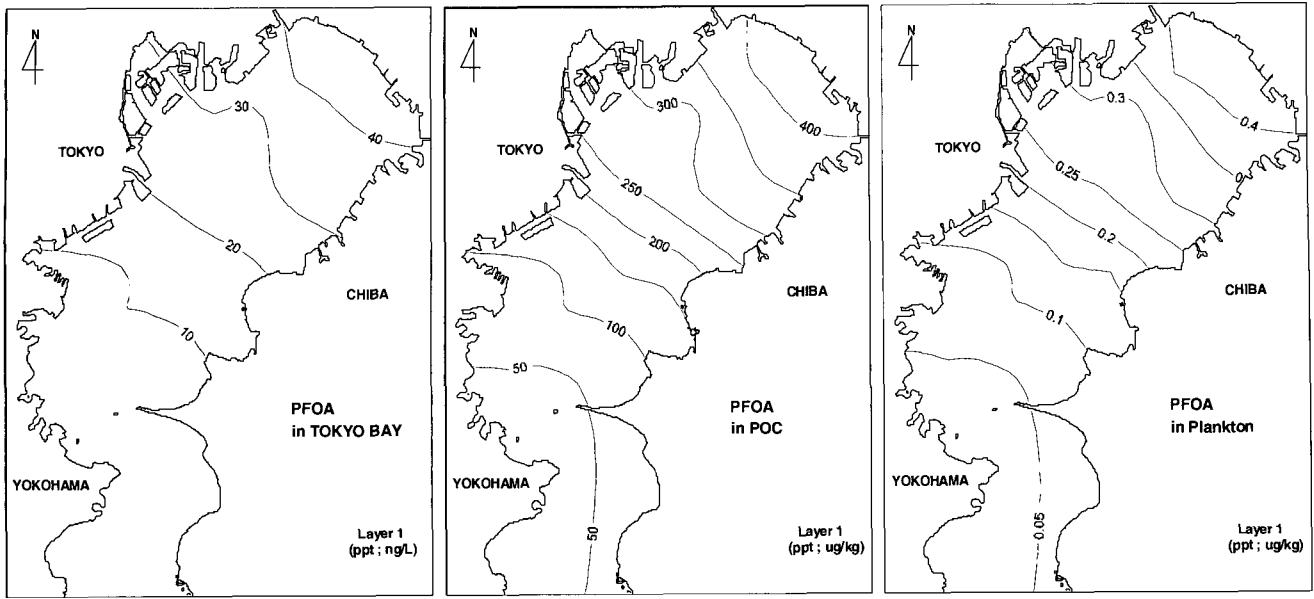 N
30
40
TOKYO
20
CHIBA
10
PFOA
in TOKYO BAY
YOKOHAMA
Layer 1
(ppt ; ng/L)
N
300
400
TOKYO
250
200
CHIBA
100
50
PFOA
in POC
YOKOHAMA
50
Layer 1
(ppt ; ug/kg)
N
0.3
0.4
TOKYO
0.25
0
0.2
CHIBA
0.1
PFOA
in Plankton
YOKOHAMA
0.05
Layer 1
(ppt ; ug/kg)